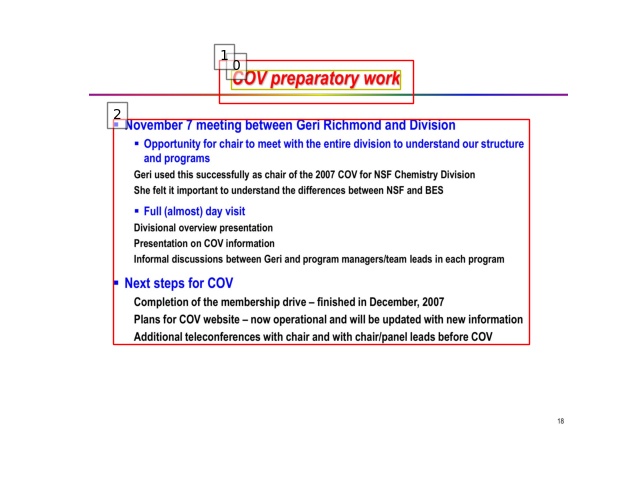 1
0
COV preparatory work
2
▪ November 7 meeting between Geri Richmond and Division
▪ Opportunity for chair to meet with the entire division to understand our structure
and programs
Geri used this successfully as chair of the 2007 COV for NSF Chemistry Division
She felt it important to understand the differences between NSF and BES
▪ Full (almost) day visit
Divisional overview presentation
Presentation on COV information
Informal discussions between Geri and program managers/team leads in each program
▪ Next steps for COV
Completion of the membership drive – finished in December, 2007
Plans for COV website – now operational and will be updated with new information
Additional teleconferences with chair and with chair/panel leads before COV
18